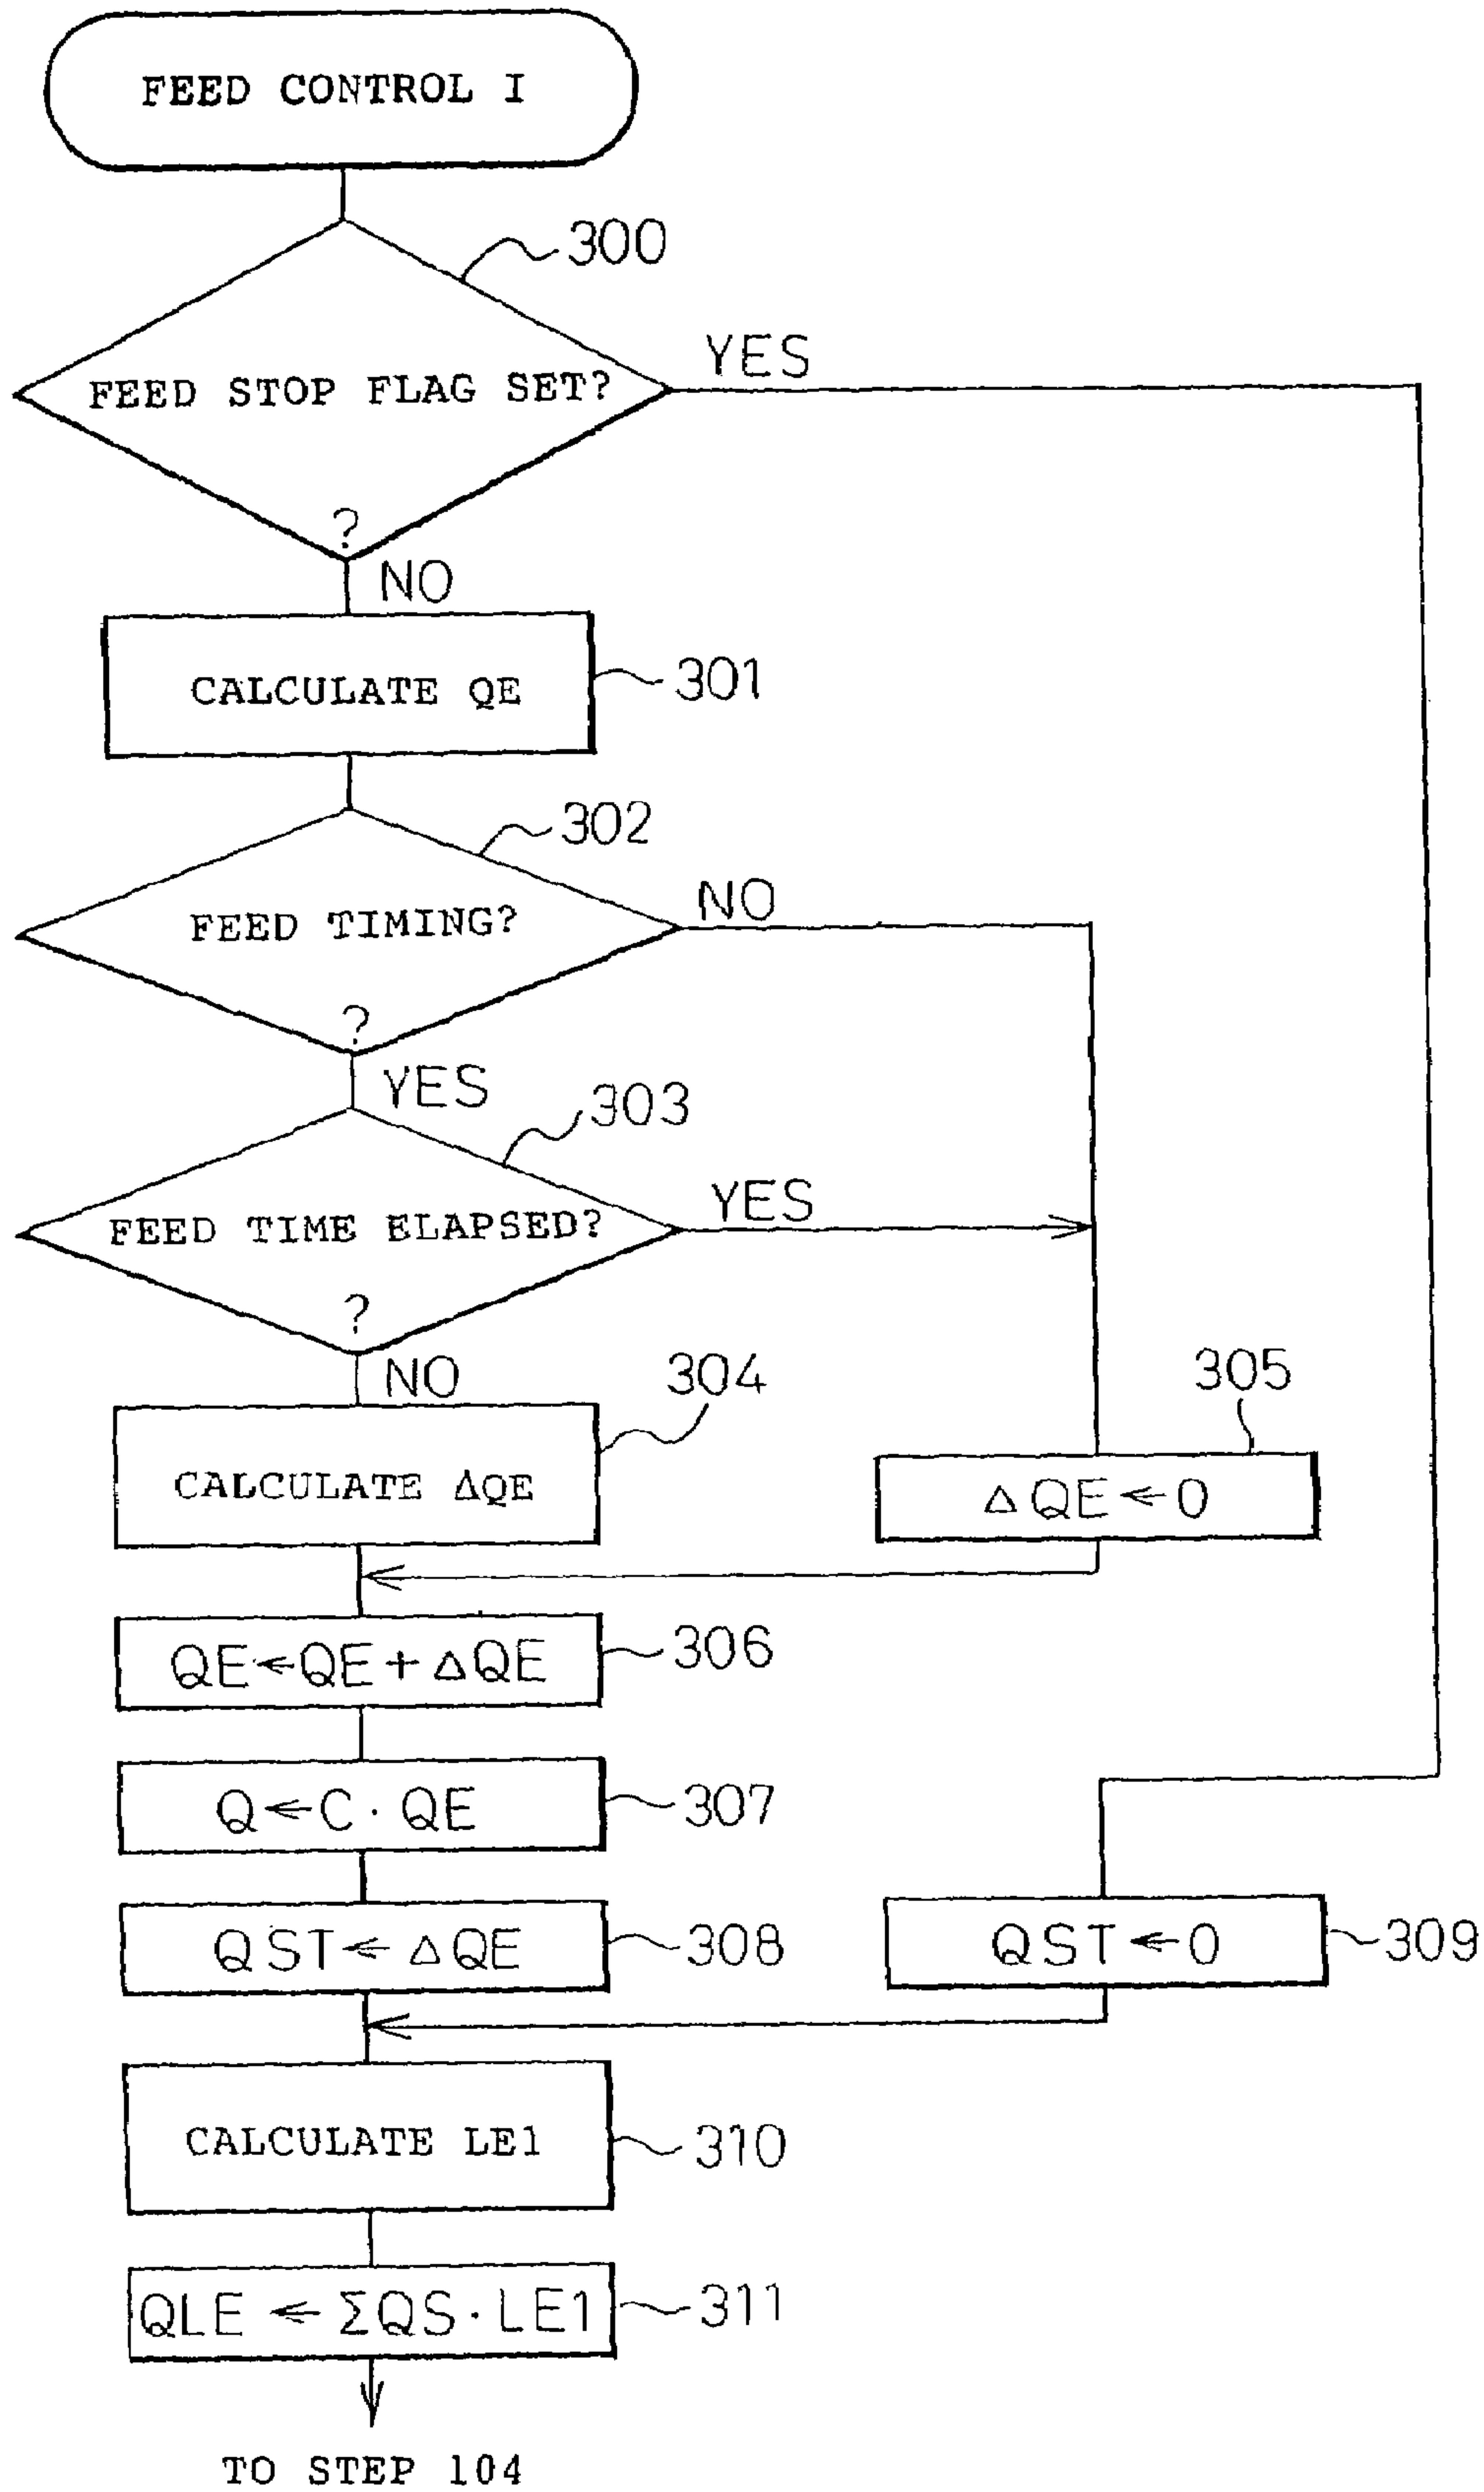 FEED CONTROL I
300
YES
FEED STOP FLAG SET?
?
NO
CALCULATE QE
301
302
NO
FEED TIMING?
?
YES
303
YES
FEED TIME ELAPSED?
?
NO
304
305
CALCULATE ΔQE
Δ QE ← 0
QE ← QE + ΔQE
306
Q ← C · QE
307
QST ← ΔQE
308
QST ← 0
309
CALCULATE LE1
310
QLE ← ΣQS · LE1
311
TO STEP 104